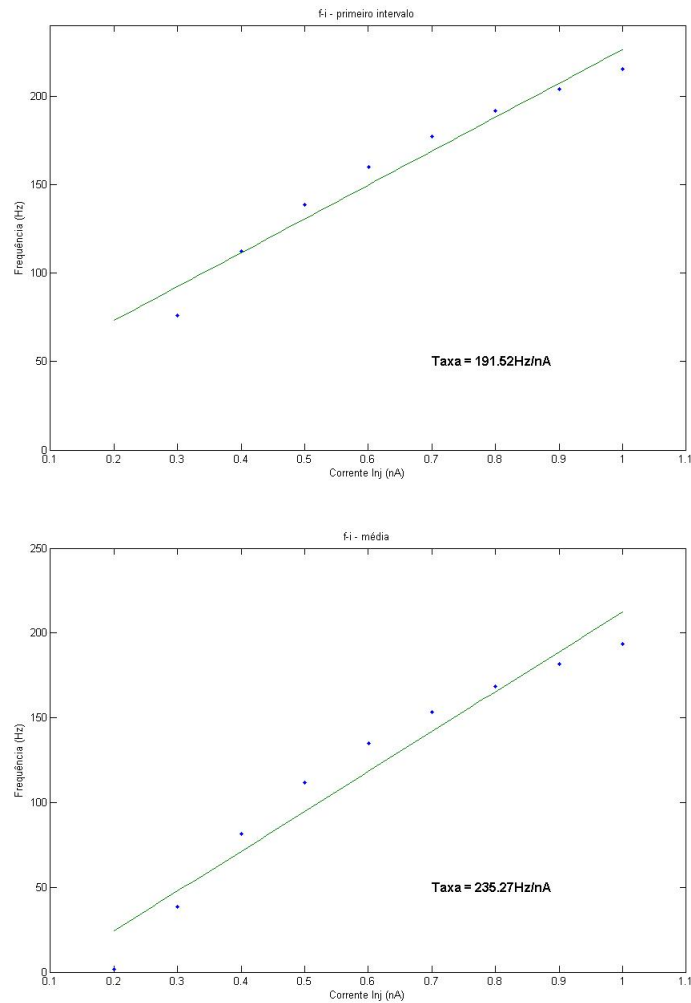 f-i - primeiro intervalo
200
150
100
50
0
Frequência (Hz)
Taxa = 191.52Hz/nA
0.1 0.2 0.3 0.4 0.5 0.6 0.7 0.8 0.9 1 1.1
Corrente Inj (nA)
f-i - média
250
200
150
100
50
0
Frequência (Hz)
Taxa = 235.27Hz/nA
0.1 0.2 0.3 0.4 0.5 0.6 0.7 0.8 0.9 1 1.1
Corrente Inj (nA)